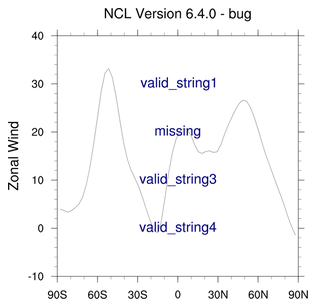 NCL Version 6.4.0 - bug
40
30
20
10
0
-10
Zonal Wind
valid_string1
missing
valid_string3
valid_string4
90S 60S 30S 0 30N 60N 90N